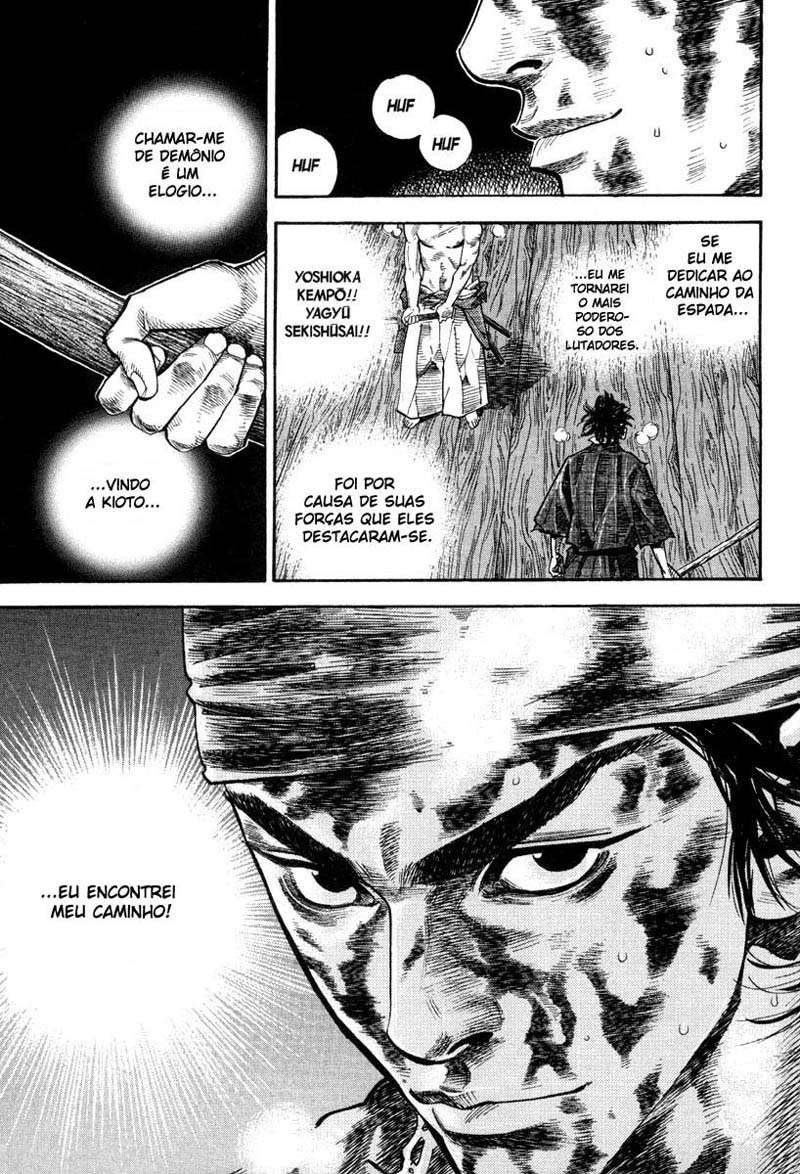 HUF
HUF
HUF
SE
EU ME
DEDICAR AO
CAMINHO DA
ESPADA...
...EU ME
TORNAREI
O MAIS
PODERO-
SO DOS
LUTADORES.
YOSHIOKA
KEMPŌ!!
YAGYŪ
SEKISHŪSAI!!
FOI POR
CAUSA DE SUAS
FORÇAS QUE ELES
DESTACARAM-SE.
CHAMAR-ME
DE DEMÔNIO
É UM
ELOGIO...
...VINDO
A KIOTO...
...EU ENCONTREI
MEU CAMINHO!